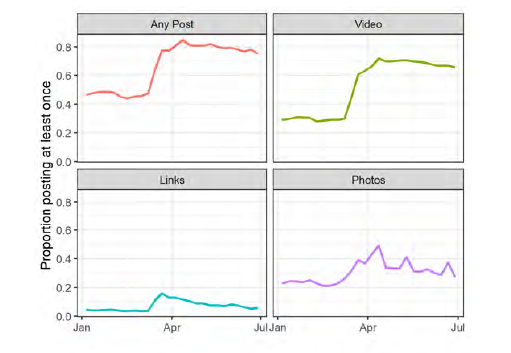 Any Post
Video
Proportion posting at least once
0.8
0.6
0.4
0.2
0.0
Links
Photos
0.8
0.6
0.4
0.2
0.0
Jan
Apr
Jul
Jan
Apr
Jul